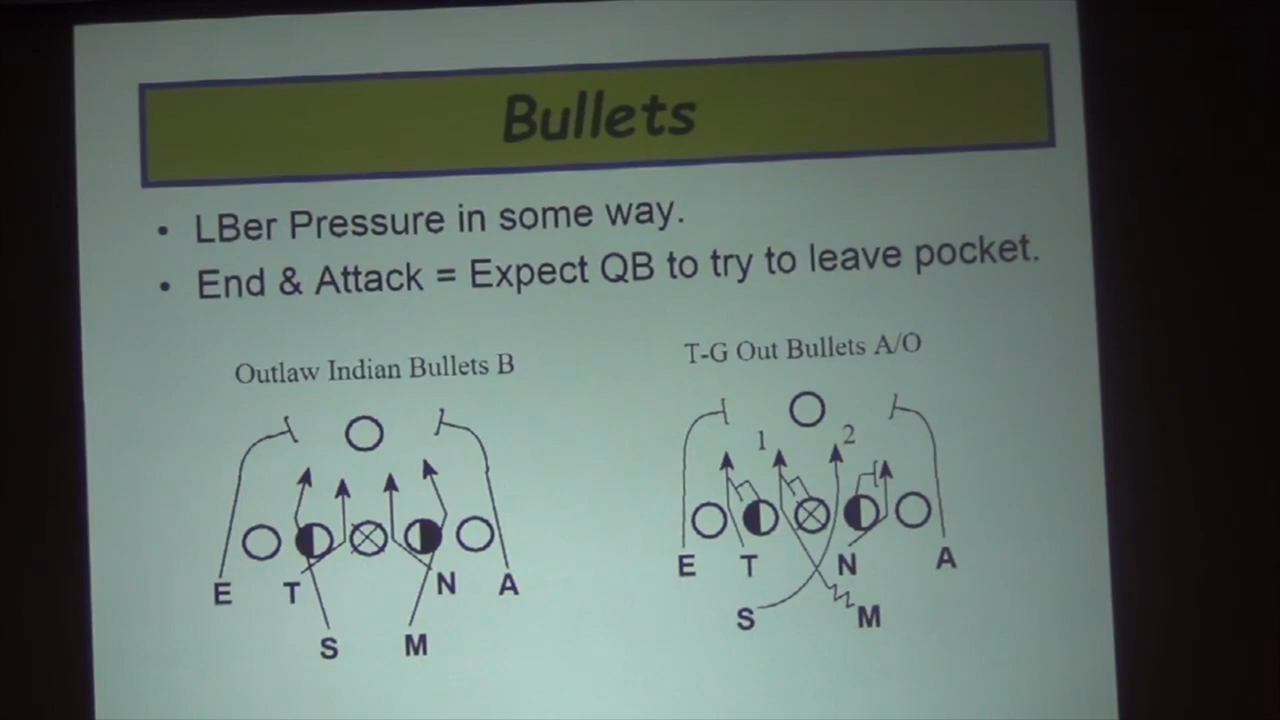 Bullets
• LBer Pressure in some way.
• End & Attack = Expect QB to try to leave pocket.
Outlaw Indian Bullets B
T-G Out Bullets A/O
1
2
E T N A
S M
E T N A
S M